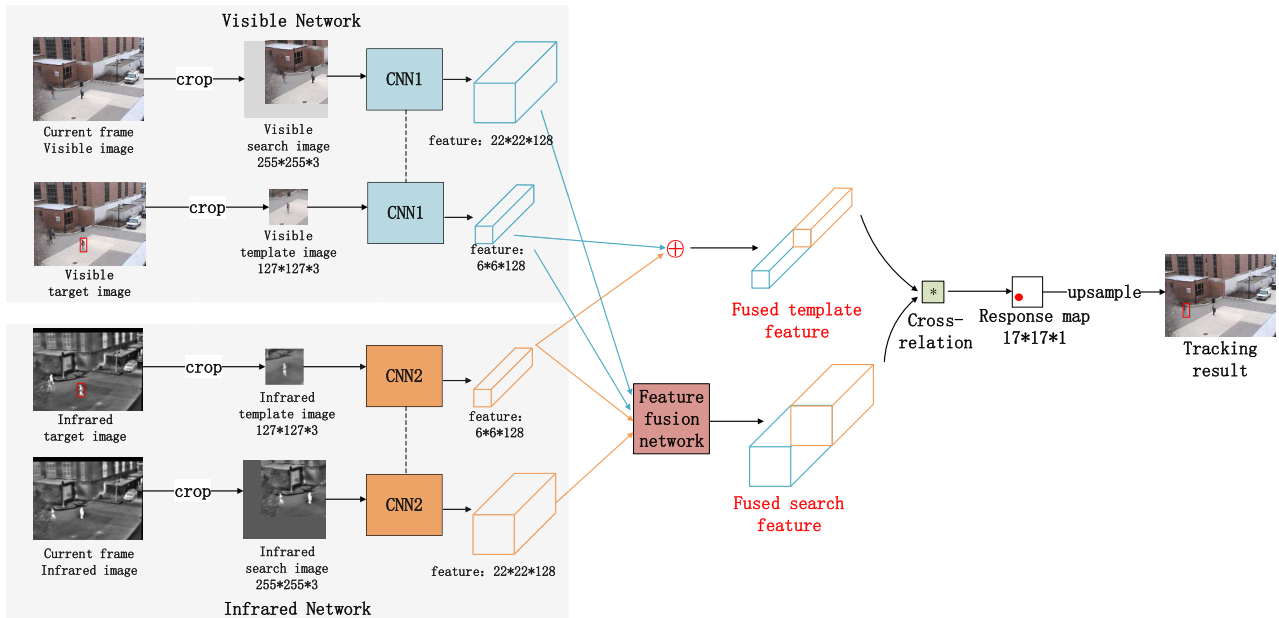 Visible Network
crop
CNN1
Current frame
Visible image
Visible
search image
255*255*3
feature: 22*22*128
crop
CNN1
Visible
target image
Visible
template image
127*127*3
feature:
6*6*128
⊕
Fused template
feature
*
Cross-
relation
Response map
17*17*1
upsample
Tracking
result
crop
CNN2
Infrared
target image
Infrared
template image
127*127*3
feature:
6*6*128
Feature
fusion
network
Fused search
feature
crop
CNN2
Current frame
Infrared image
Infrared
search image
255*255*3
feature: 22*22*128
Infrared Network